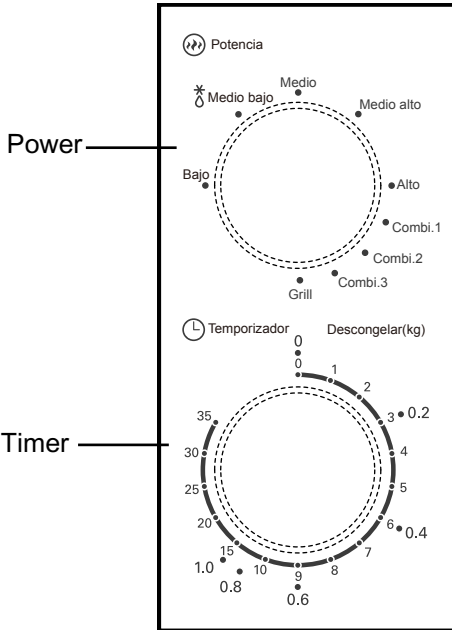 Potencia
Medio
Medio bajo
Medio alto
Power
Bajo
Alto
Combi.1
Combi.2
Combi.3
Grill
Temporizador
Descongelar(kg)
0
0
1
2
35
3
0.2
Timer
30
4
25
5
20
6
0.4
15
7
1.0
10
8
0.8
9
0.6